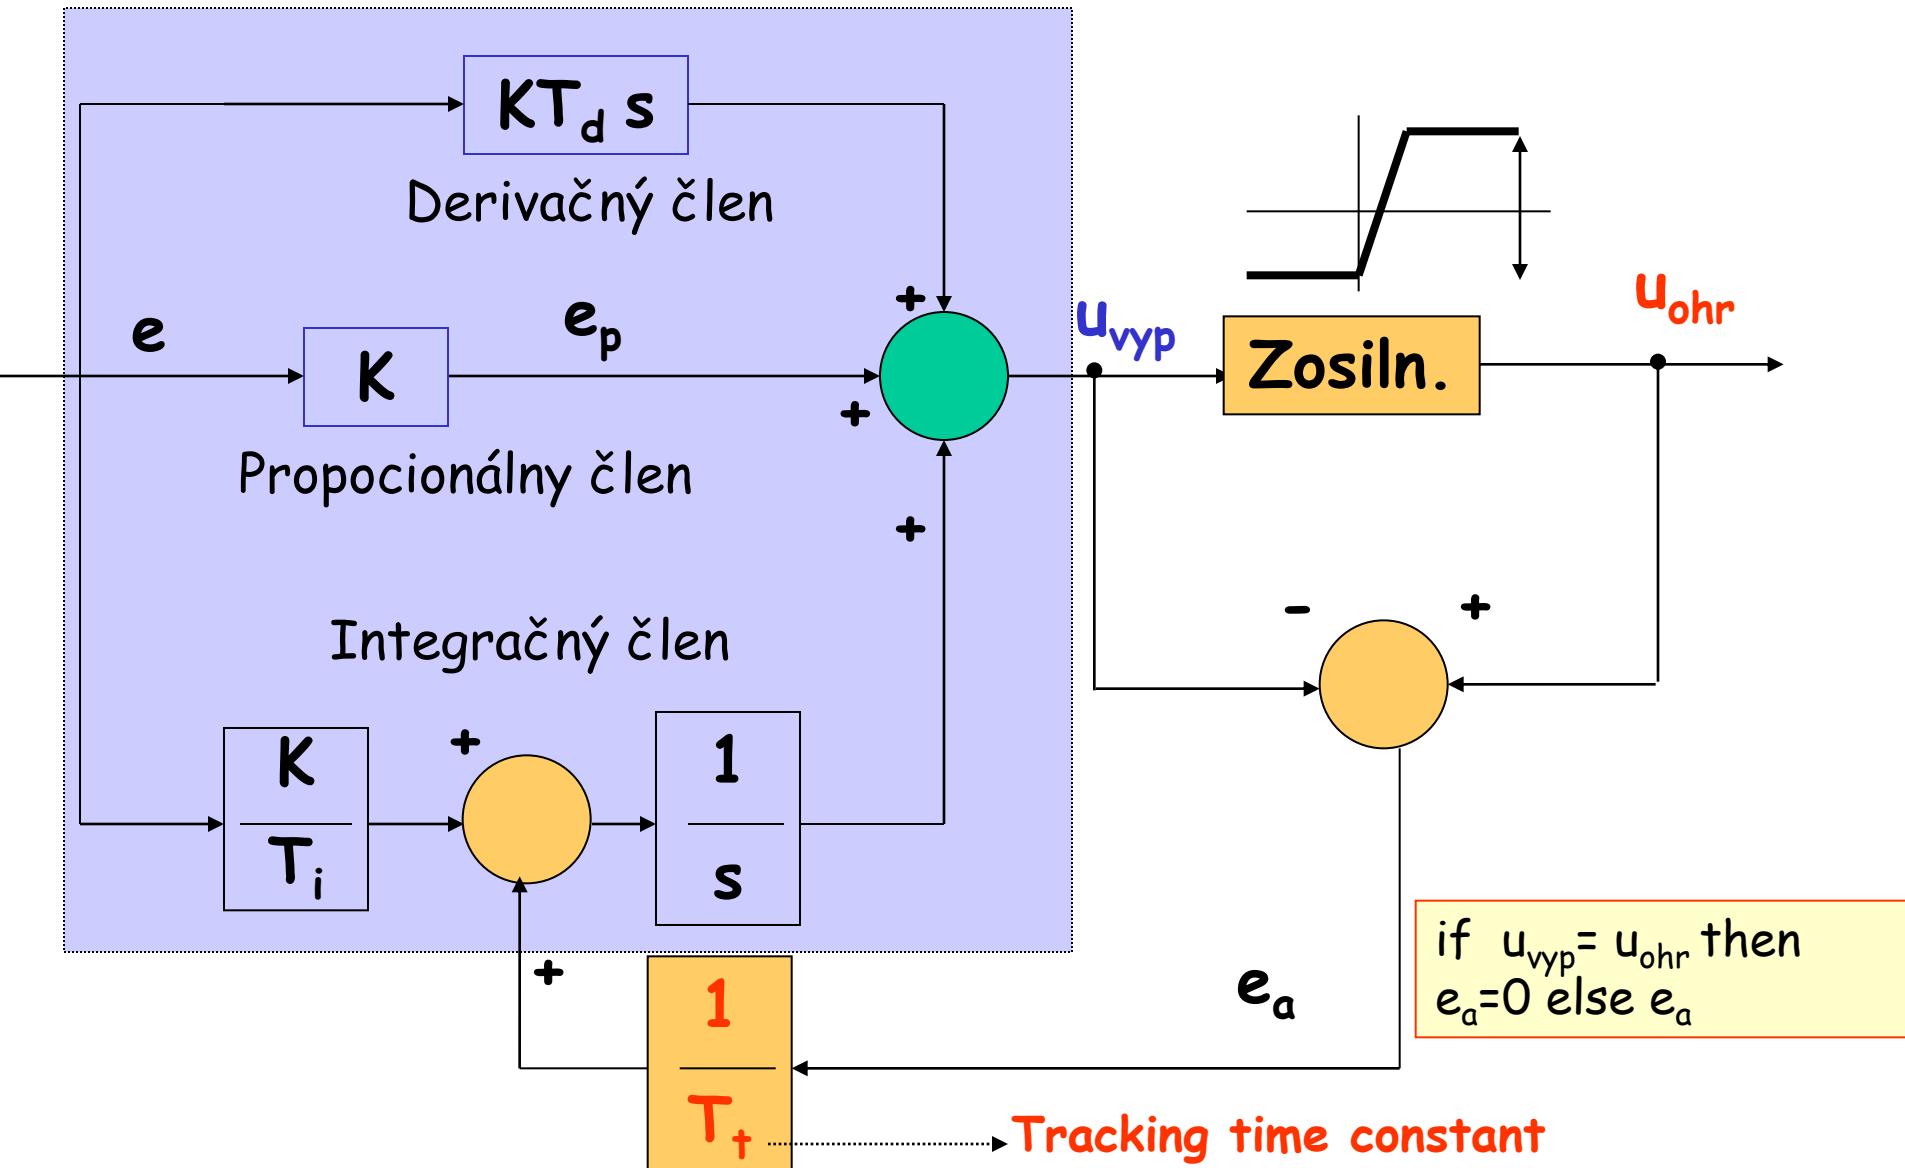 KTd s
Derivačný člen
e
K
ep
+
+
+
Propocionálny člen
uvyp
Zosiln.
uohr
Integračný člen
K
Ti
+
1
s
+
-
+
1
Tt
ea
if uvyp= uohr then
ea=0 else ea
Tracking time constant